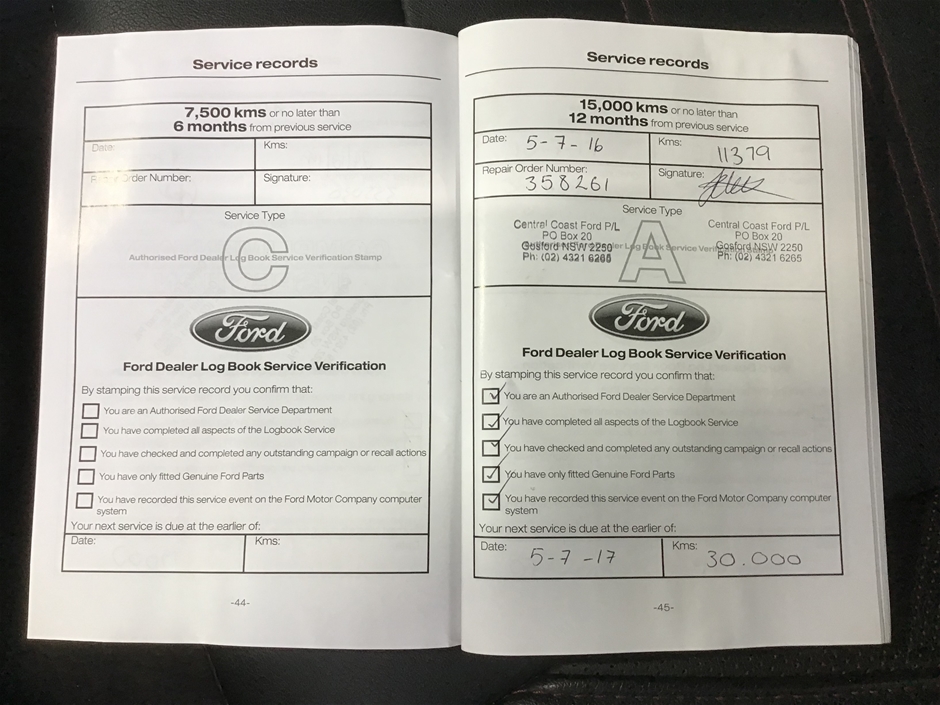 Service records
7,500 kms or no later than
6 months from previous service
Date:
Kms:
Repair Order Number:
Signature:
Service Type
C
Authorised Ford Dealer Log Book Service Verification Stamp
Ford
Ford Dealer Log Book Service Verification
By stamping this service record you confirm that:
You are an Authorised Ford Dealer Service Department
You have completed all aspects of the Logbook Service
You have checked and completed any outstanding campaign or recall actions
You have only fitted Genuine Ford Parts
You have recorded this service event on the Ford Motor Company computer
system
Your next service is due at the earlier of:
Date:
Kms:
-44-
Service records
15,000 kms or no later than
12 months from previous service
Date: 5-7-16
Kms: 11379
Repair Order Number:
358261
Signature:
Service Type
A
Central Coast Ford P/L
PO Box 20
Gosford NSW 2250
Ph: (02) 4321 6265
Log Book Service
Central Coast Ford P/L
PO Box 20
Gosford NSW 2250
Ph: (02) 4321 6265
Ford
Ford Dealer Log Book Service Verification
By stamping this service record you confirm that:
You are an Authorised Ford Dealer Service Department
You have completed all aspects of the Logbook Service
You have checked and completed any outstanding campaign or recall actions
You have only fitted Genuine Ford Parts
You have recorded this service event on the Ford Motor Company computer
system
Your next service is due at the earlier of:
Date: 5-7-17
Kms: 30.000
-45-